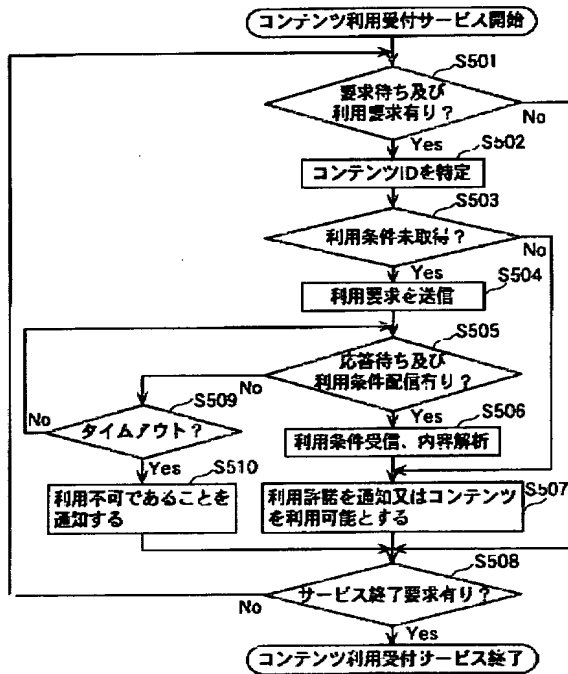 コンテンツ利用受付サービス開始
S501
要求待ち及び
利用要求有り?
No
Yes
S502
コンテンツIDを特定
S503
利用条件未取得?
No
Yes
S504
利用要求を送信
S505
応答待ち及び
利用条件配信有り?
No
Yes
S509
タイムアウト?
No
Yes
S506
利用条件受信、内容解析
S510
利用不可であることを
通知する
S507
利用許諾を通知又はコンテンツ
を利用可能とする
S508
サービス終了要求有り?
No
Yes
コンテンツ利用受付サービス終了